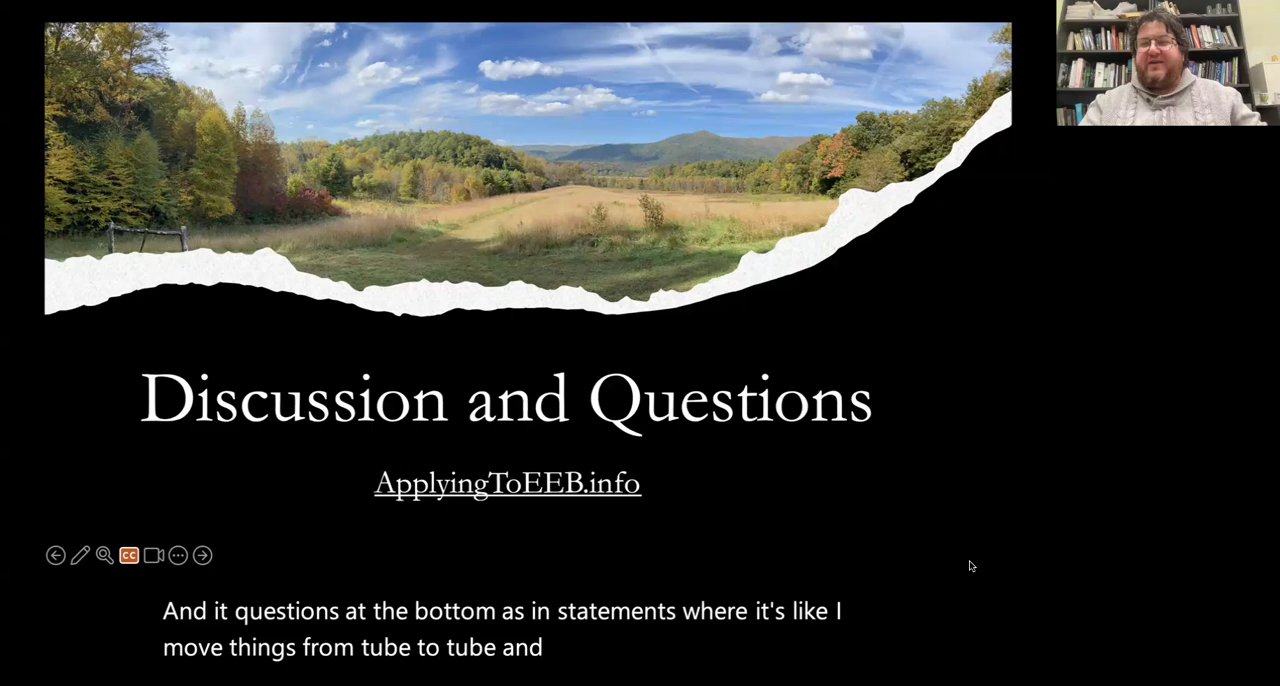 Discussion and Questions
ApplyingToEEB.info
CC
And it questions at the bottom as in statements where it's like I
move things from tube to tube and